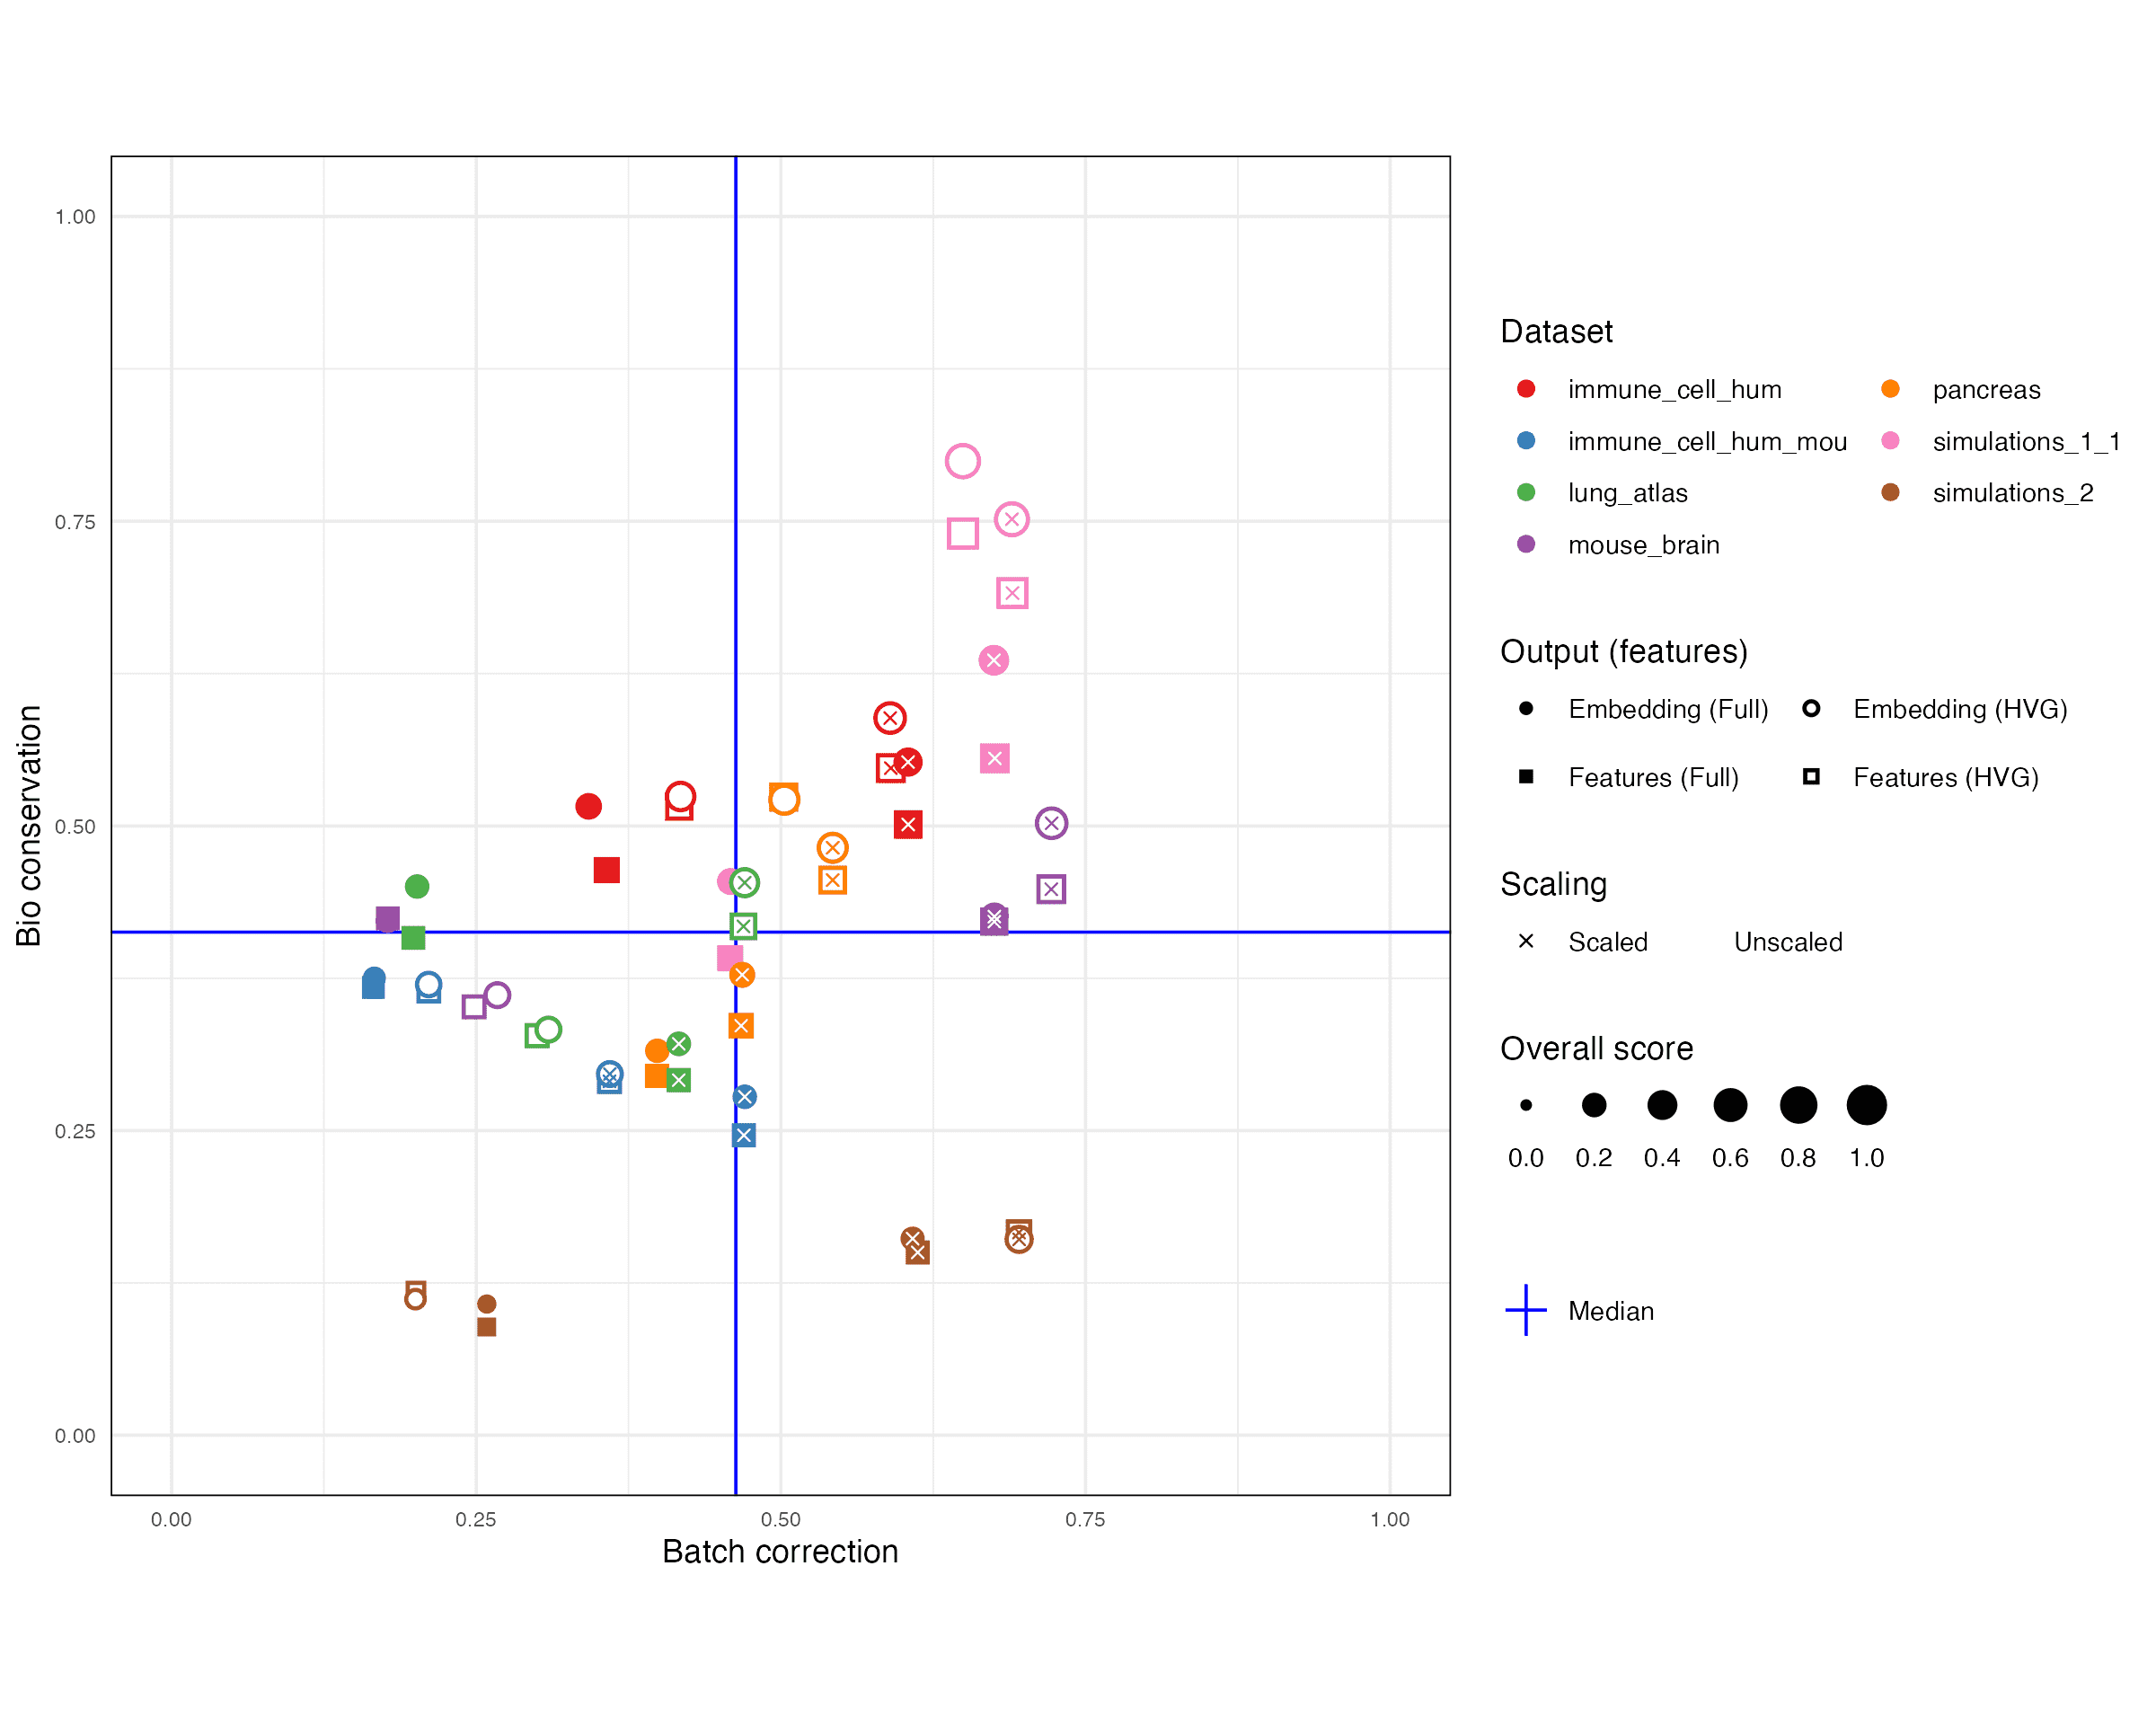 1.00
0.75
0.50
0.25
0.00
Bio conservation
0.00 0.25 0.50 0.75 1.00
Batch correction
Dataset
immune_cell_hum pancreas
immune_cell_hum_mou simulations_1_1
lung_atlas simulations_2
mouse_brain
Output (features)
Embedding (Full) Embedding (HVG)
Features (Full) Features (HVG)
Scaling
Scaled Unscaled
Overall score
0.0 0.2 0.4 0.6 0.8 1.0
Median